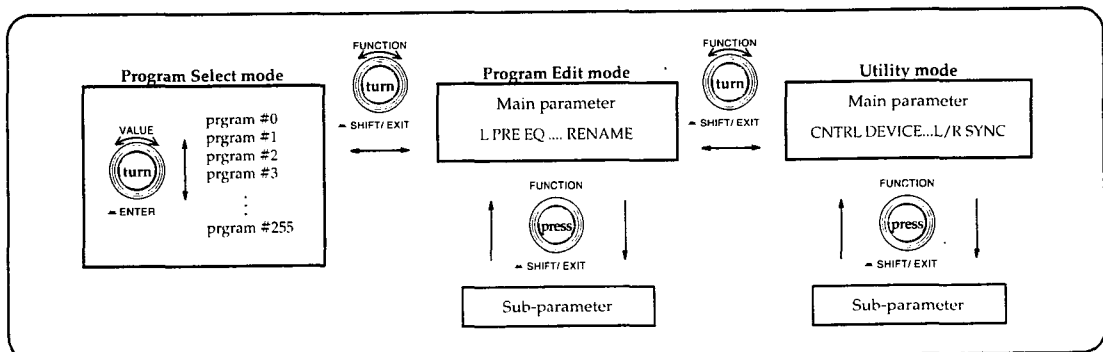 Program Select mode
VALUE
turn
ENTER
prgram #0
prgram #1
prgram #2
prgram #3
prgram #255
FUNCTION
turn
SHIFT/ EXIT
Program Edit mode
Main parameter
L PRE EQ .... RENAME
FUNCTION
press
SHIFT/ EXIT
Sub-parameter
FUNCTION
turn
SHIFT/ EXIT
Utility mode
Main parameter
CNTRL DEVICE...L/R SYNC
FUNCTION
press
SHIFT/ EXIT
Sub-parameter